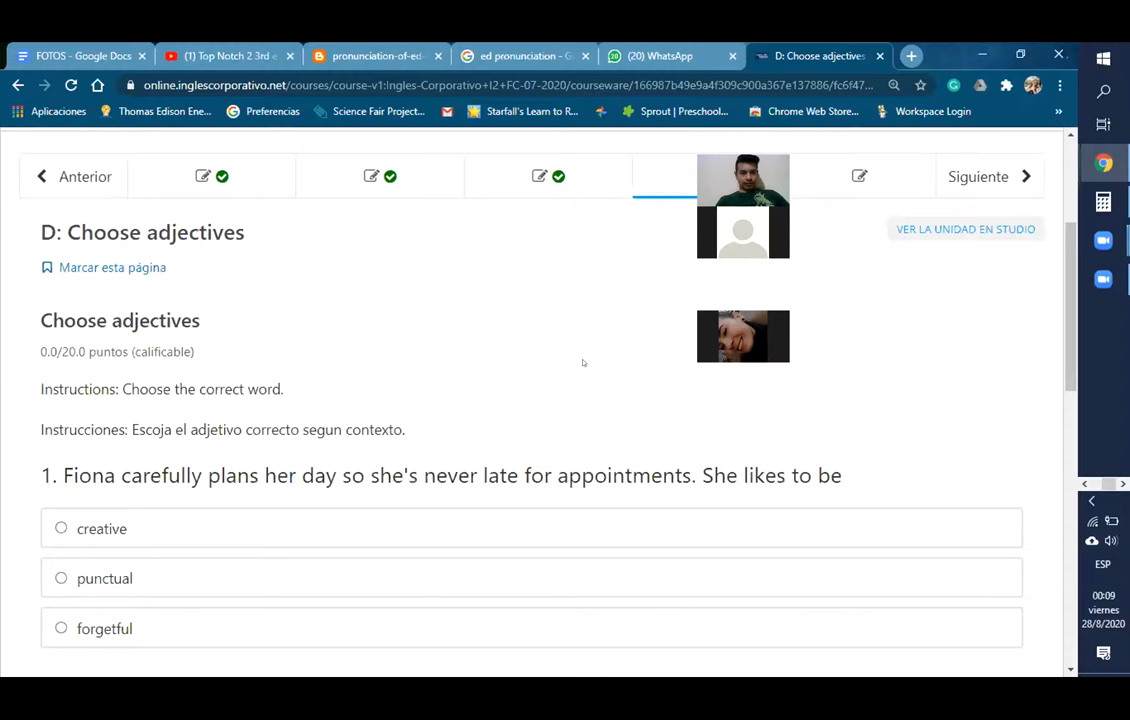 FOTOS - Google Docs
(1) Top Notch 2 3rd e
pronunciation-of-ed-
ed pronunciation - G
(20) WhatsApp
D: Choose adjectives
online.inglescorporativo.net/courses/course-v1:Ingles-Corporativo+I2+FC-07-2020/courseware/166987b49e9a4f309c900a367e137886/fc6f47...
Aplicaciones
Thomas Edison Ene...
Preferencias
Science Fair Project...
Starfall's Learn to R...
Sprout | Proschool...
Chrome Web Store...
Workspace Login
»
Anterior
Siguiente
D: Choose adjectives
VER LA UNIDAD EN STUDIO
Marcar esta página
Choose adjectives
0.0/20.0 puntos (calificable)
Instructions: Choose the correct word.
Instrucciones: Escoja el adjetivo correcto segun contexto.
1. Fiona carefully plans her day so she's never late for appointments. She likes to be
creative
punctual
forgetful
ESP
00:09
viernes
28/8/2020